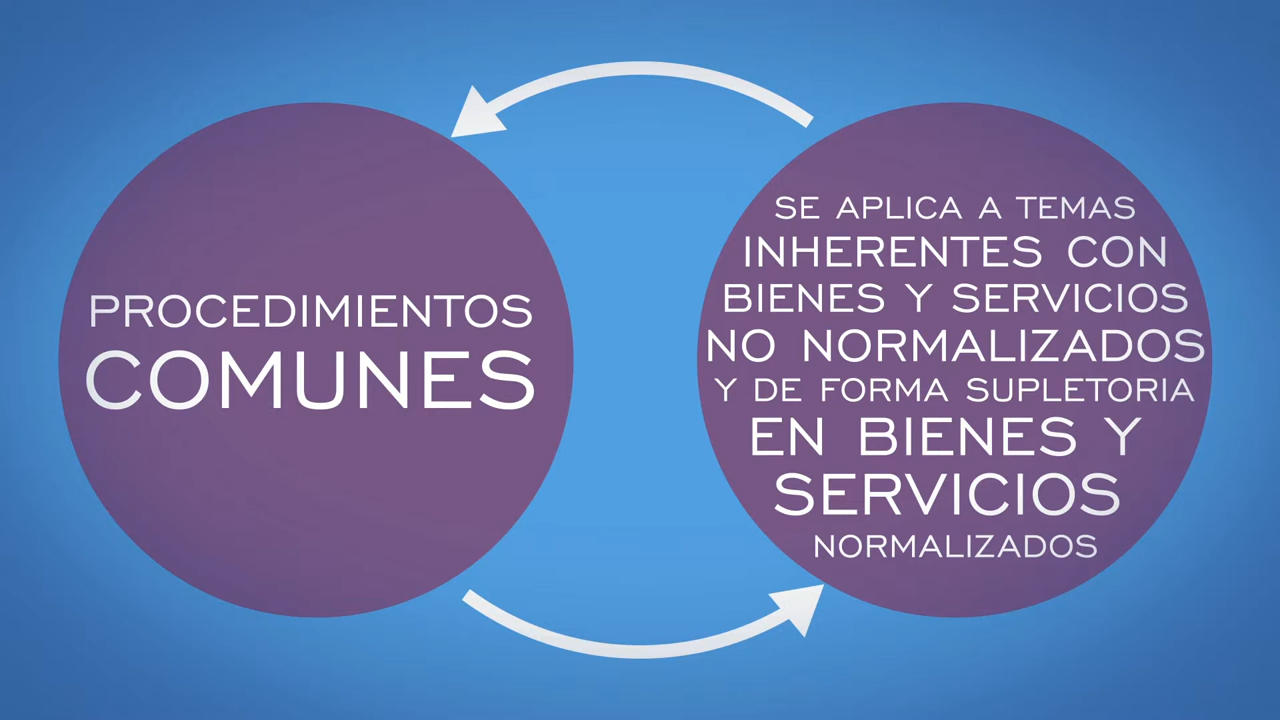 PROCEDIMIENTOS
COMUNES
SE APLICA A TEMAS
INHERENTES CON
BIENES Y SERVICIOS
NO NORMALIZADOS
Y DE FORMA SUPLETORIA
EN BIENES Y
SERVICIOS
NORMALIZADOS